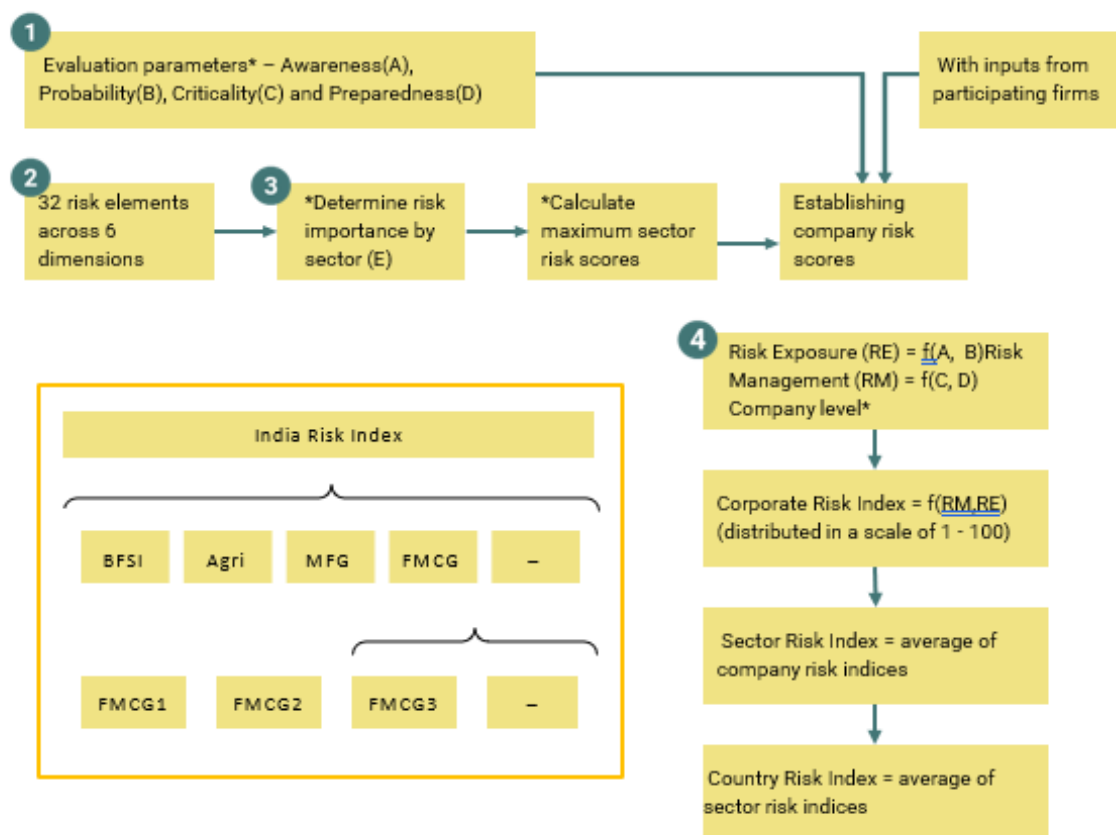 1
Evaluation parameters* – Awareness(A),
Probability(B), Criticality(C) and Preparedness(D)
With inputs from
participating firms
2
32 risk elements
across 6
dimensions
3
*Determine risk
importance by
sector (E)
*Calculate
maximum sector
risk scores
Establishing
company risk
scores
4
Risk Exposure (RE) = f(A, B)Risk
Management (RM) = f(C, D)
Company level*
Corporate Risk Index = f(RM,RE)
(distributed in a scale of 1 - 100)
Sector Risk Index = average of
company risk indices
Country Risk Index = average of
sector risk indices
India Risk Index
BFSI
Agri
MFG
FMCG
–
FMCG1
FMCG2
FMCG3
–